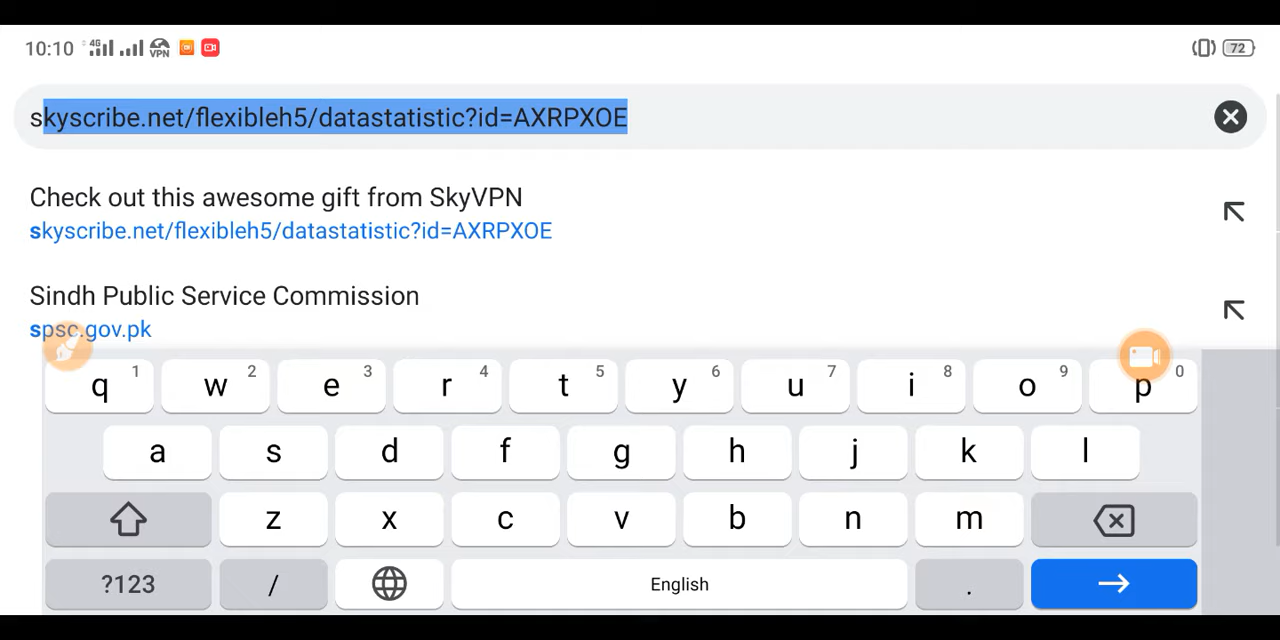 10:10 4G VPN 72
skyscribe.net/flexibleh5/datastatistic?id=AXRPXOE
Check out this awesome gift from SkyVPN
skyscribe.net/flexibleh5/datastatistic?id=AXRPXOE
Sindh Public Service Commission
spsc.gov.pk
q 1 w 2 e 3 r 4 t 5 y 6 u 7 i 8 o 9 p 0
a s d f g h j k l
z x c v b n m
?123 / English .